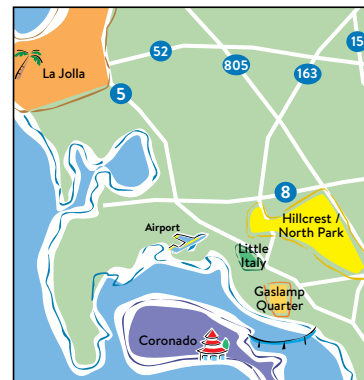 52
15
La Jolla
805
163
5
8
Hillcrest /
North Park
Airport
Little
Italy
Gaslamp
Quarter
Coronado